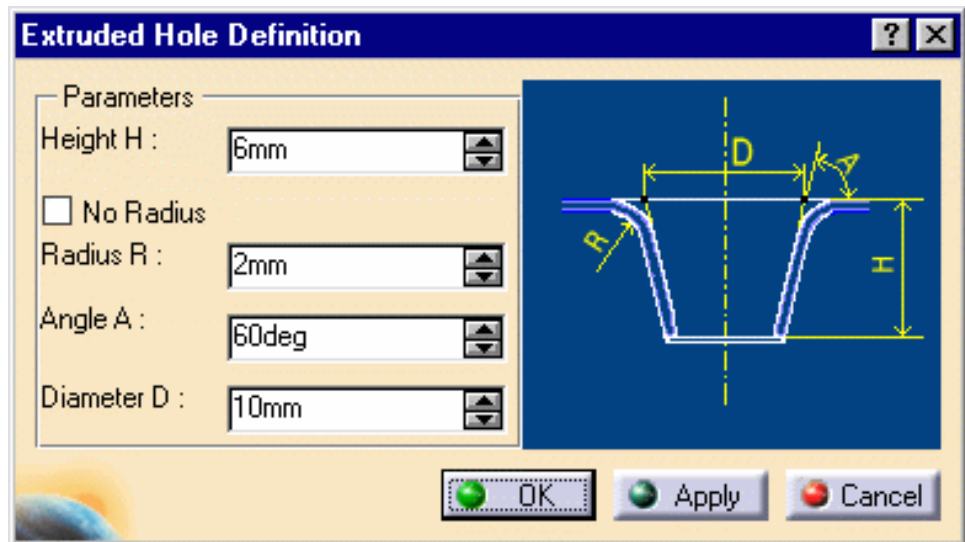 Extruded Hole Definition
? X
Parameters
Height H : 6mm
No Radius
Radius R : 2mm
Angle A : 60deg
Diameter D : 10mm
D
A
R
H
OK Apply Cancel